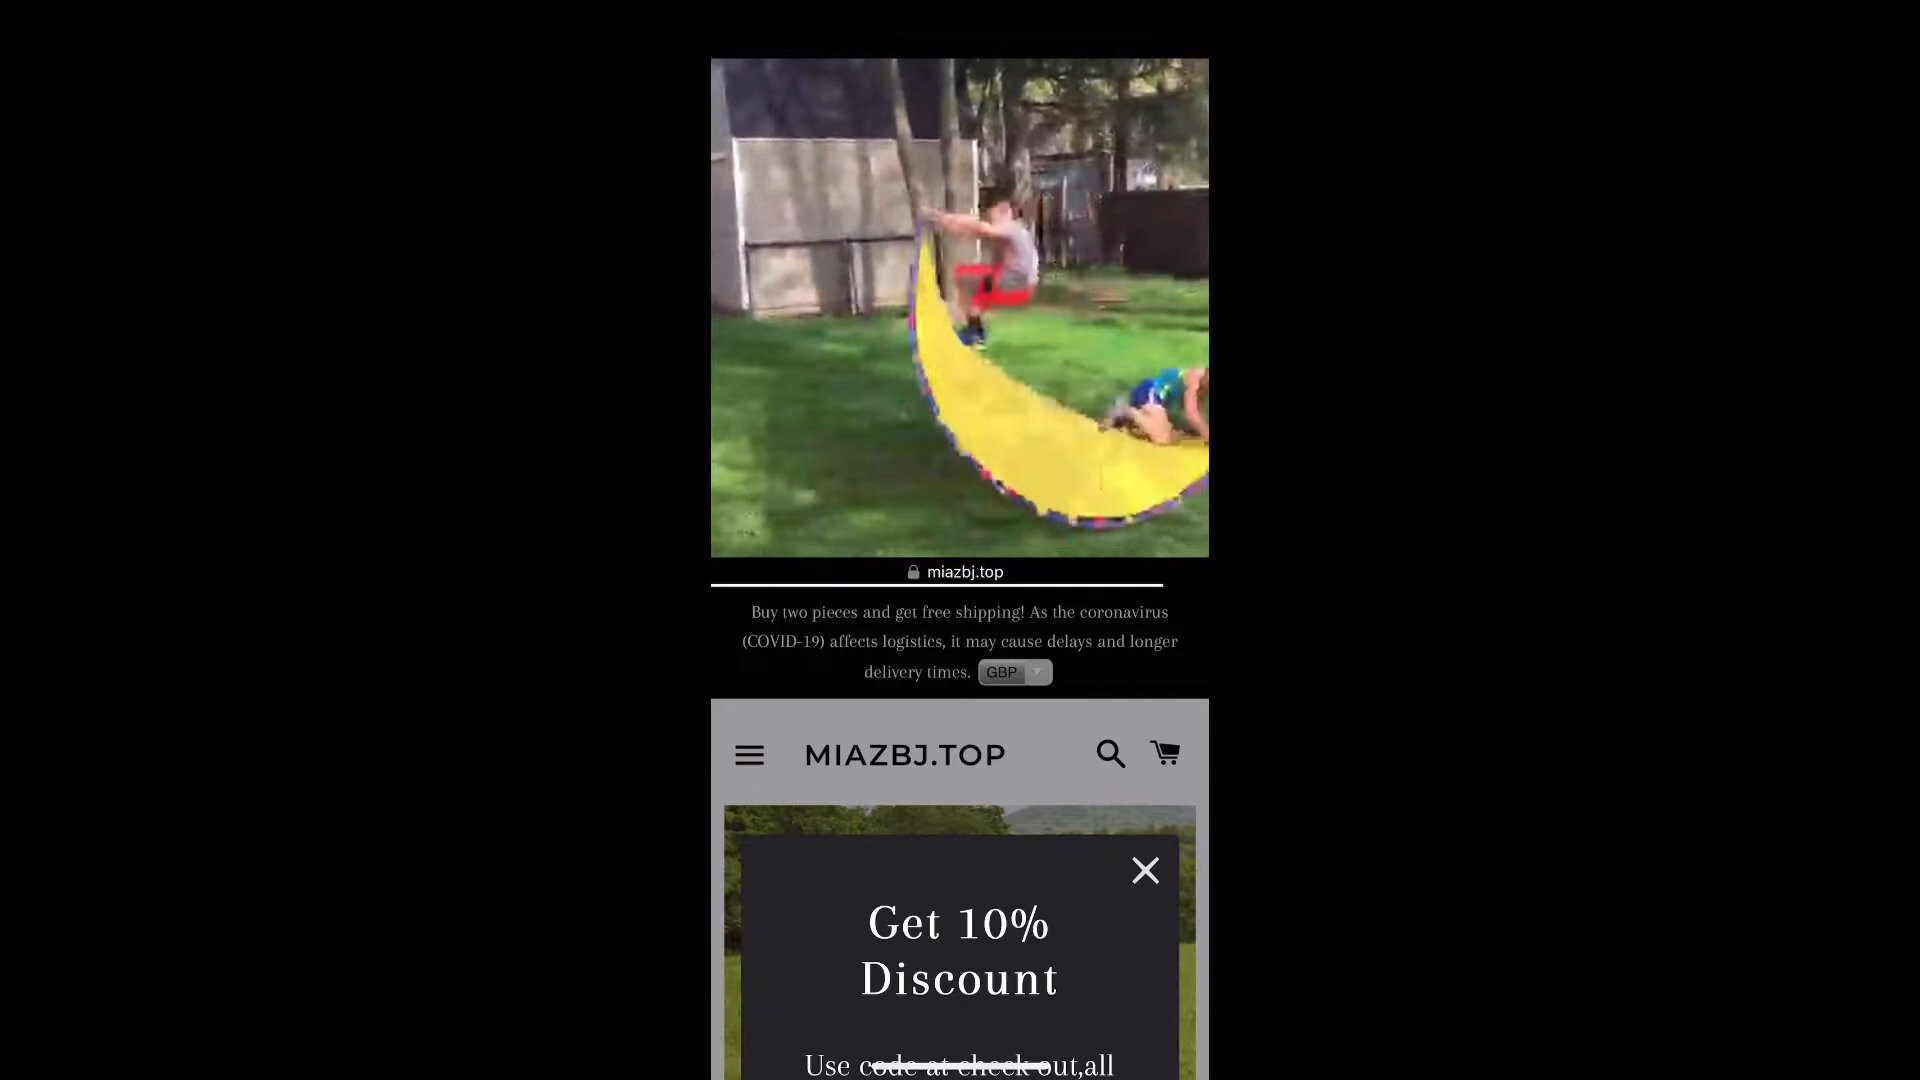 miazbj.top
Buy two pieces and get free shipping! As the coronavirus
(COVID-19) affects logistics, it may cause delays and longer
delivery times. GBP
MIAZBJ.TOP
Get 10%
Discount
Use code at check out,all